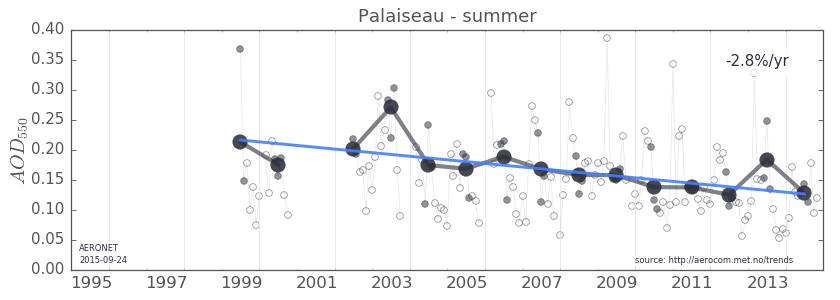 Palaiseau - summer
0.40
0.35
0.30
0.25
0.20
0.15
0.10
0.05
0.00
AOD550
-2.8%/yr
AERONET
2015-09-24
source: http://aerocom.met.no/trends
1995 1997 1999 2001 2003 2005 2007 2009 2011 2013